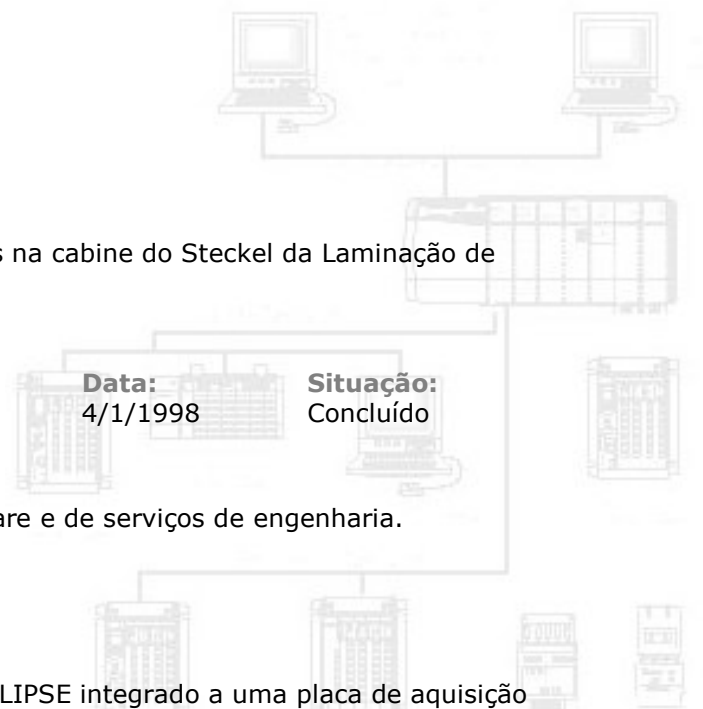 s na cabine do Steckel da Laminação de
Data: Situação:
4/1/1998 Concluído
are e de serviços de engenharia.
LIPSE integrado a uma placa de aquisição